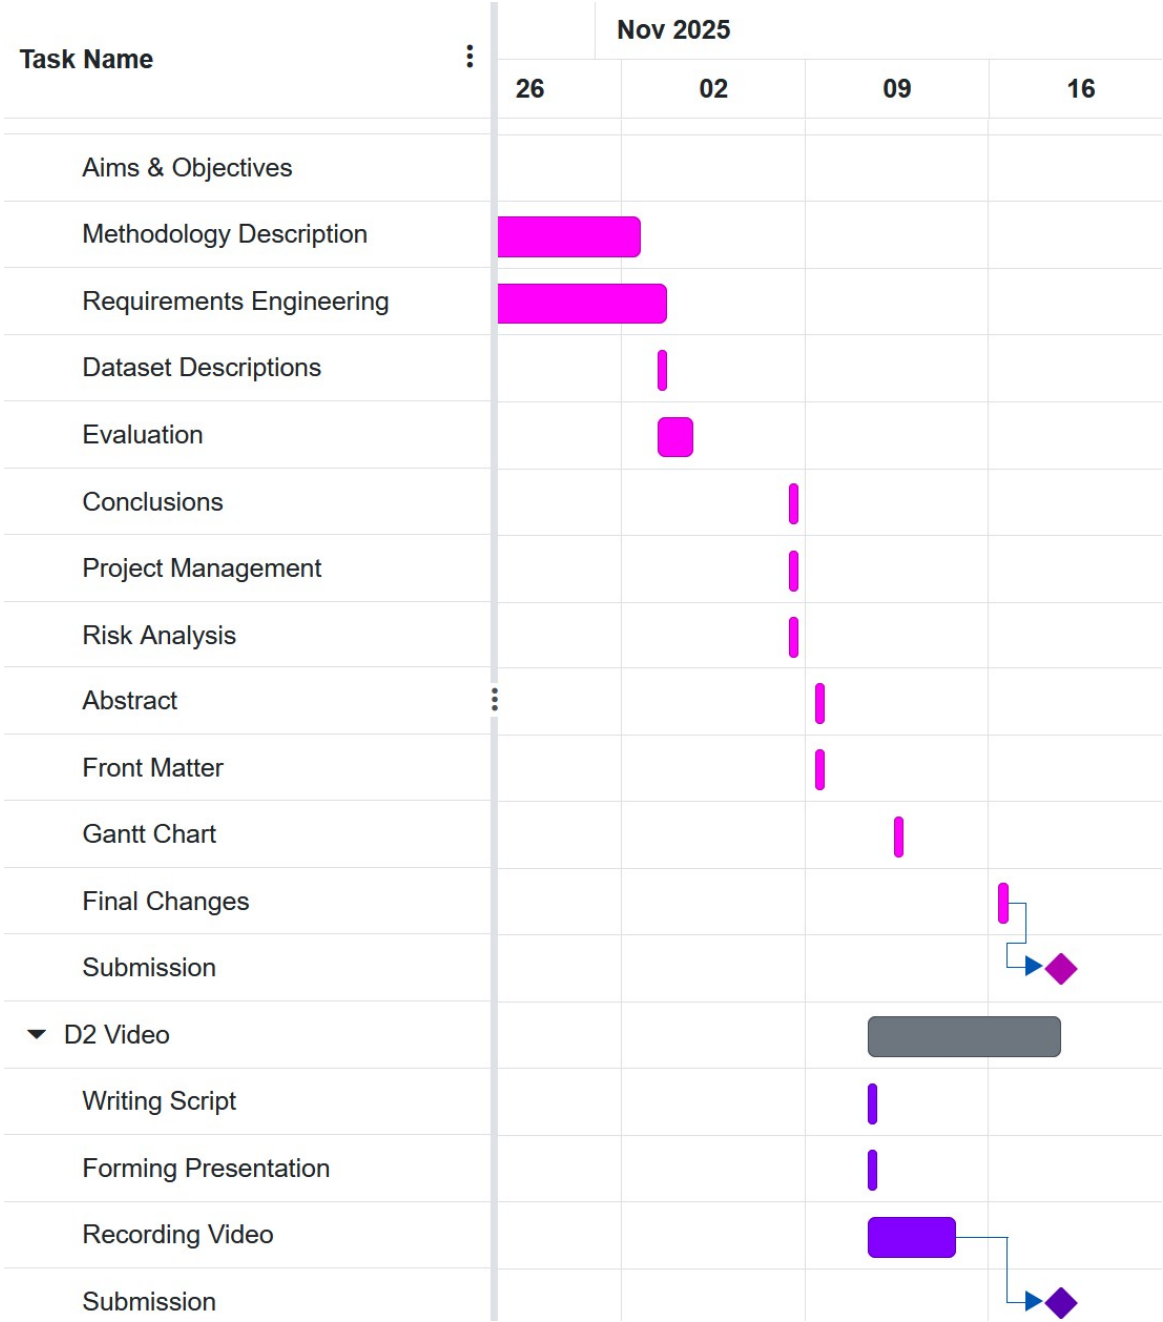 Nov 2025
Task Name
26 02 09 16
Aims & Objectives
Methodology Description
Requirements Engineering
Dataset Descriptions
Evaluation
Conclusions
Project Management
Risk Analysis
Abstract
Front Matter
Gantt Chart
Final Changes
Submission
D2 Video
Writing Script
Forming Presentation
Recording Video
Submission